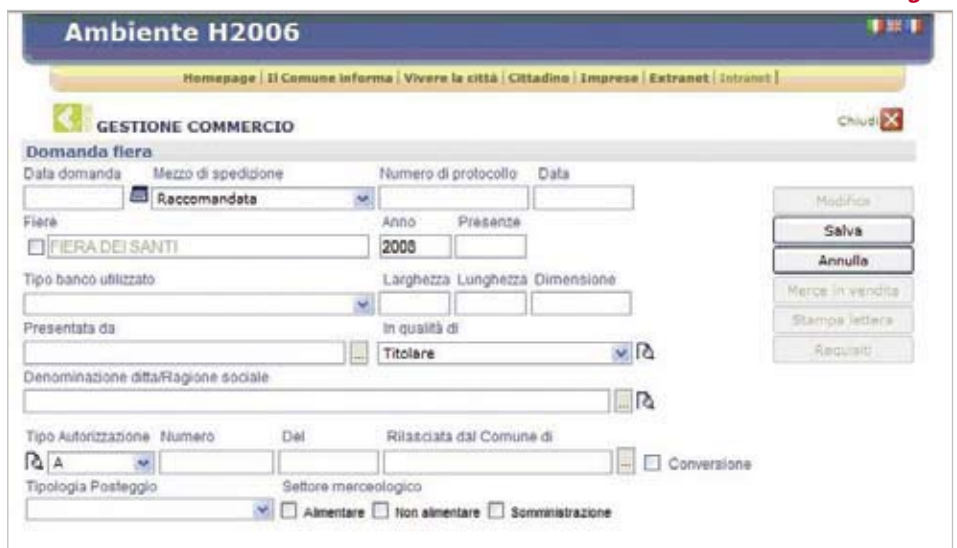 Ambiente H2006
Homepage | Il Comune informa | Vivere la città | Cittadino | Imprese | Extranet | Intranet |
GESTIONE COMMERCIO
Chiudi
Domanda fiera
Data domanda Mezzo di spedizione Numero di protocollo Data
Raccomandata
Modifica
Fiere Anno Presenze
Salva
FIERA DEI SANTI 2008
Annulla
Tipo banco utilizzato Larghezza Lunghezza Dimensione
Merce in vendita
Presentata da In qualità di
Stampa lettera
... Titolare
Requisiti
Denominazione ditta/Ragione sociale
...
Tipo Autorizzazione Numero Del Rilasciata dal Comune di
A ... Conversione
Tipologia Posteggio Settore merceologico
Alimentare Non alimentare Somministrazione